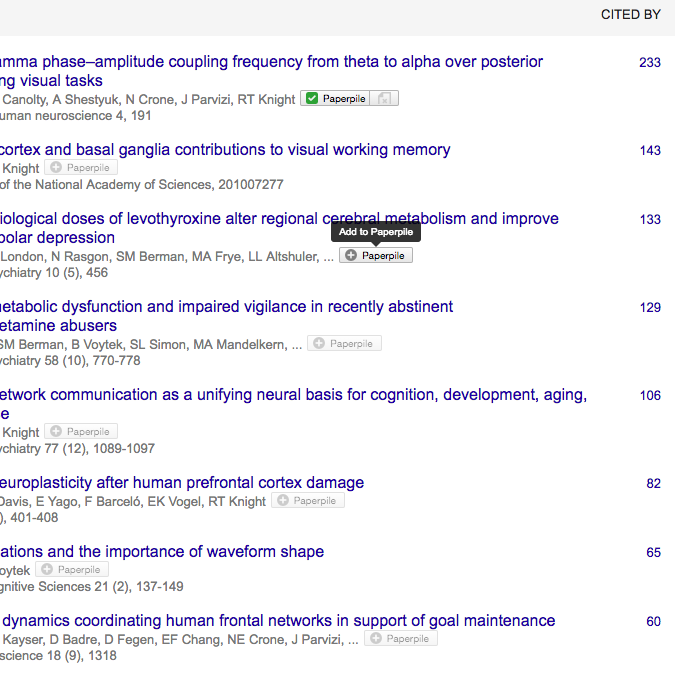 CITED BY
amma phase–amplitude coupling frequency from theta to alpha over posterior 233
ng visual tasks
Canolty, A Shestyuk, N Crone, J Parvizi, RT Knight Paperpile
uman neuroscience 4, 191
cortex and basal ganglia contributions to visual working memory 143
Knight Paperpile
of the National Academy of Sciences, 201007277
iological doses of levothyroxine alter regional cerebral metabolism and improve 133
polar depression
Add to Paperpile
London, N Rasgon, SM Berman, MA Frye, LL Altshuler, ... Paperpile
ychiatry 10 (5), 456
etabolic dysfunction and impaired vigilance in recently abstinent 129
etamine abusers
SM Berman, B Voytek, SL Simon, MA Mandelkern, ... Paperpile
ychiatry 58 (10), 770-778
etwork communication as a unifying neural basis for cognition, development, aging, 106
e
Knight Paperpile
ychiatry 77 (12), 1089-1097
europlasticity after human prefrontal cortex damage 82
Davis, E Yago, F Barceló, EK Vogel, RT Knight Paperpile
), 401-408
ations and the importance of waveform shape 65
oytek Paperpile
gnitive Sciences 21 (2), 137-149
dynamics coordinating human frontal networks in support of goal maintenance 60
Kayser, D Badre, D Fegen, EF Chang, NE Crone, J Parvizi, ... Paperpile
science 18 (9), 1318